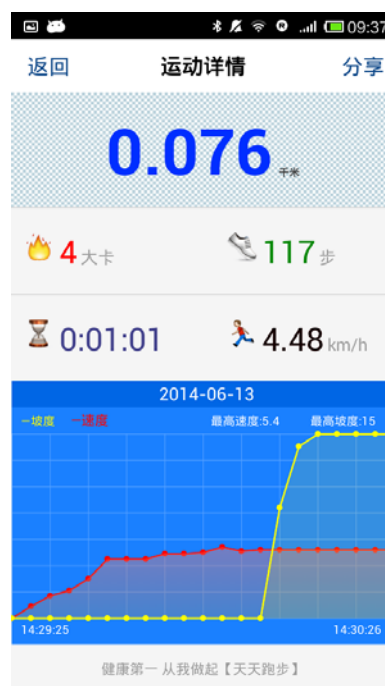 09:37
返回 运动详情 分享
0.076 千米
4大卡 117步
0:01:01 4.48 km/h
2014-06-13
坡度 速度 最高速度:5.4 最高坡度:15
14:29:25 14:30:26
健康第一 从我做起【天天跑步】